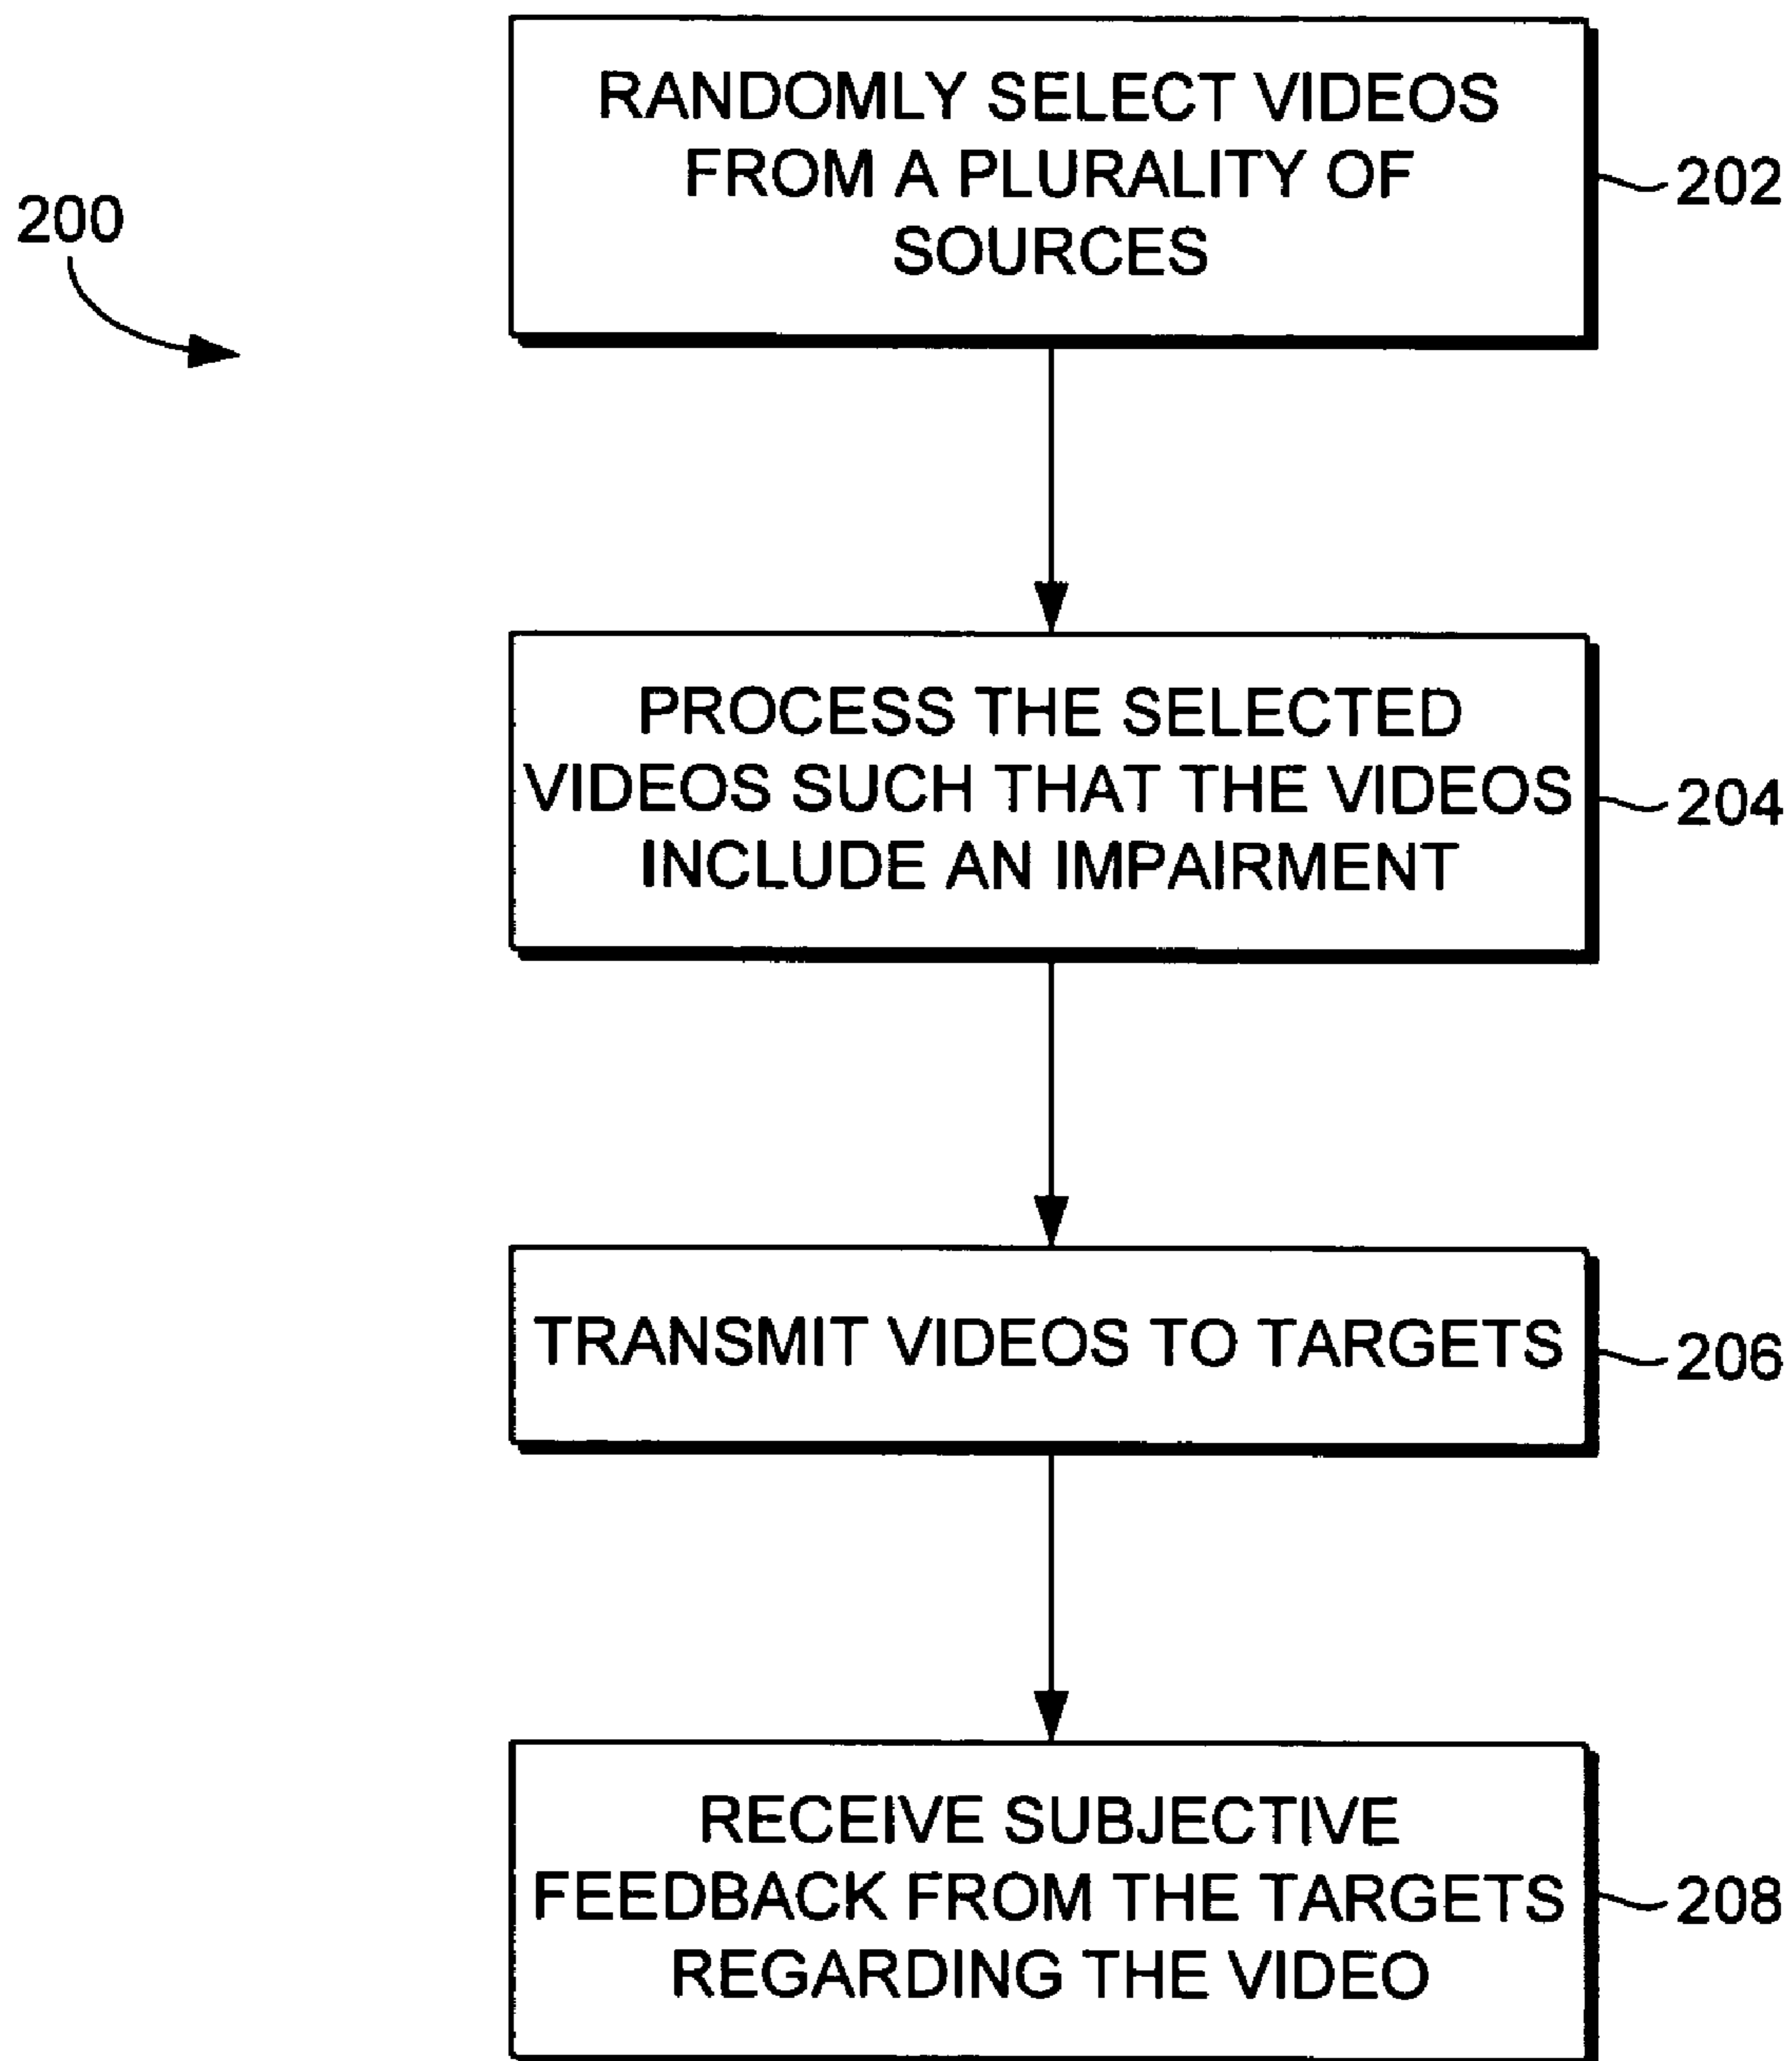 200
RANDOMLY SELECT VIDEOS
FROM A PLURALITY OF
SOURCES
202
PROCESS THE SELECTED
VIDEOS SUCH THAT THE VIDEOS
INCLUDE AN IMPAIRMENT
204
TRANSMIT VIDEOS TO TARGETS
206
RECEIVE SUBJECTIVE
FEEDBACK FROM THE TARGETS
REGARDING THE VIDEO
208